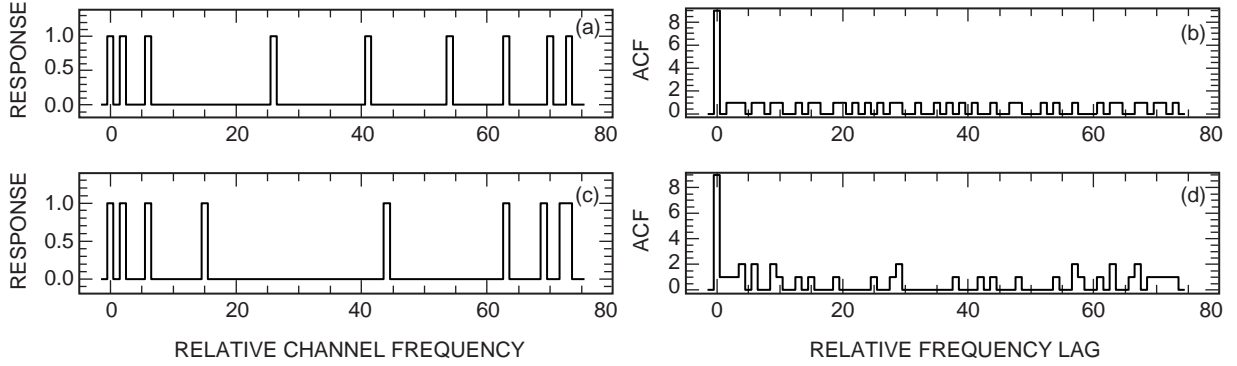 RESPONSE
1.0
0.5
0.0
(a)
0 20 40 60 80
ACF
8
6
4
2
0
(b)
0 20 40 60 80
RESPONSE
1.0
0.5
0.0
(c)
0 20 40 60 80
RELATIVE CHANNEL FREQUENCY
ACF
8
6
4
2
0
(d)
0 20 40 60 80
RELATIVE FREQUENCY LAG